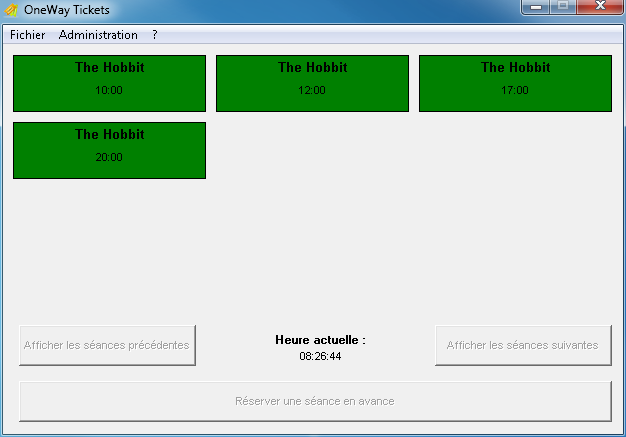 OneWay Tickets
Fichier Administration ?
The Hobbit
10:00
The Hobbit
12:00
The Hobbit
17:00
The Hobbit
20:00
Afficher les séances précédentes
Heure actuelle :
08:26:44
Afficher les séances suivantes
Réserver une séance en avance